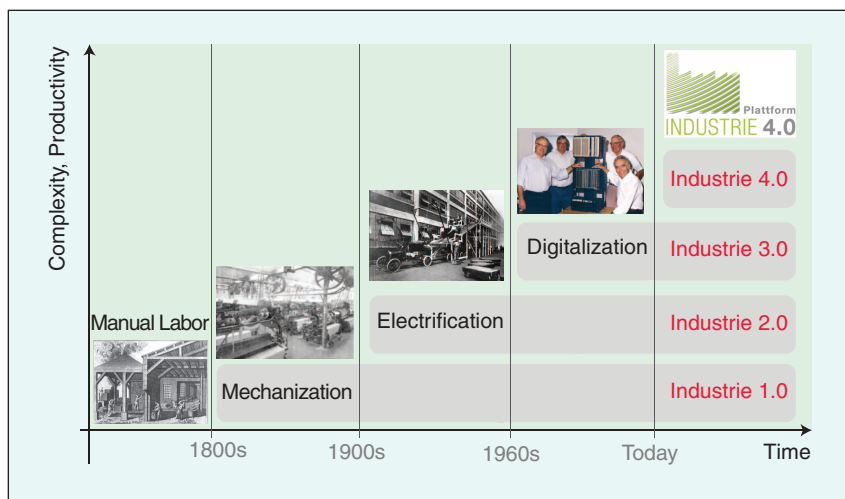 Complexity, Productivity
Plattform
INDUSTRIE 4.0
Industrie 4.0
Digitalization
Industrie 3.0
Electrification
Industrie 2.0
Manual Labor
Mechanization
Industrie 1.0
1800s
1900s
1960s
Today
Time